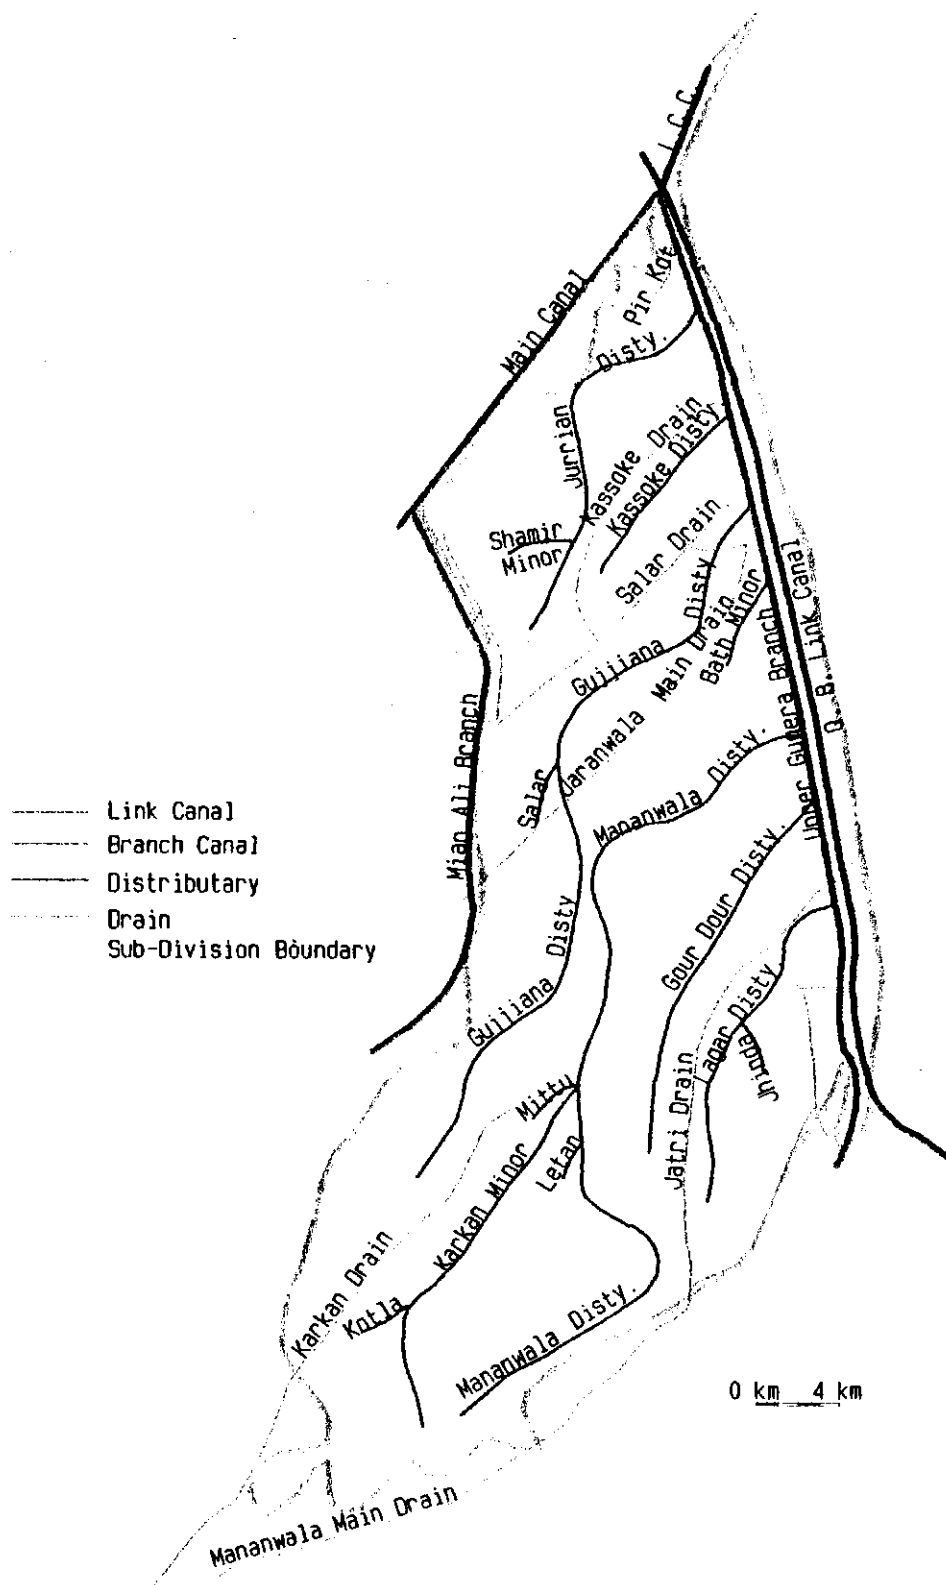 L.C.C
Main Canal
Pir Kot
Disty.
Jurrian
Kassoke Drain
Kassoke Disty.
Shamir
Minor
Salar Drain
Disty
Gujjiana
Main Drain
Bath Minor
Jaranwala
Salar
Upper Gugera Branch
Q. B. Link Canal
Mian Ali Branch
Mananwala Disty.
Gour Dour Disty.
Lagar Disty
Jhinda
Jatri Drain
Disty
Gujjiana
Mittu
Letan
Karkan Minor
Karkan Drain
Kotla
Mananwala Disty.
Mananwala Main Drain
Link Canal
Branch Canal
Distributary
Drain
Sub-Division Boundary
0 km 4 km